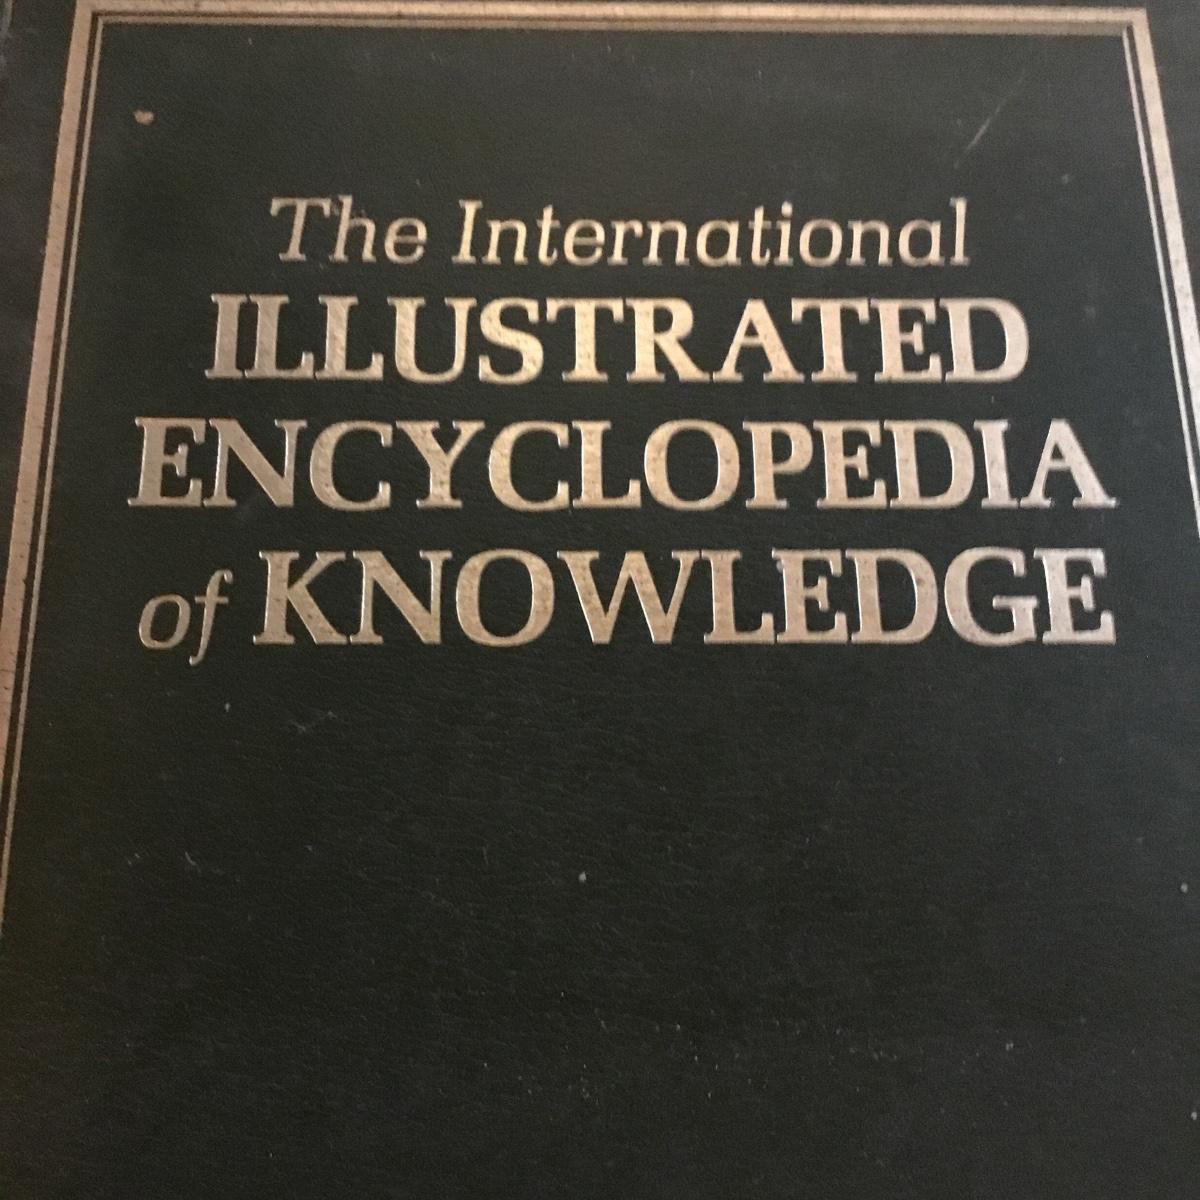 The International
ILLUSTRATED
ENCYCLOPEDIA
of KNOWLEDGE